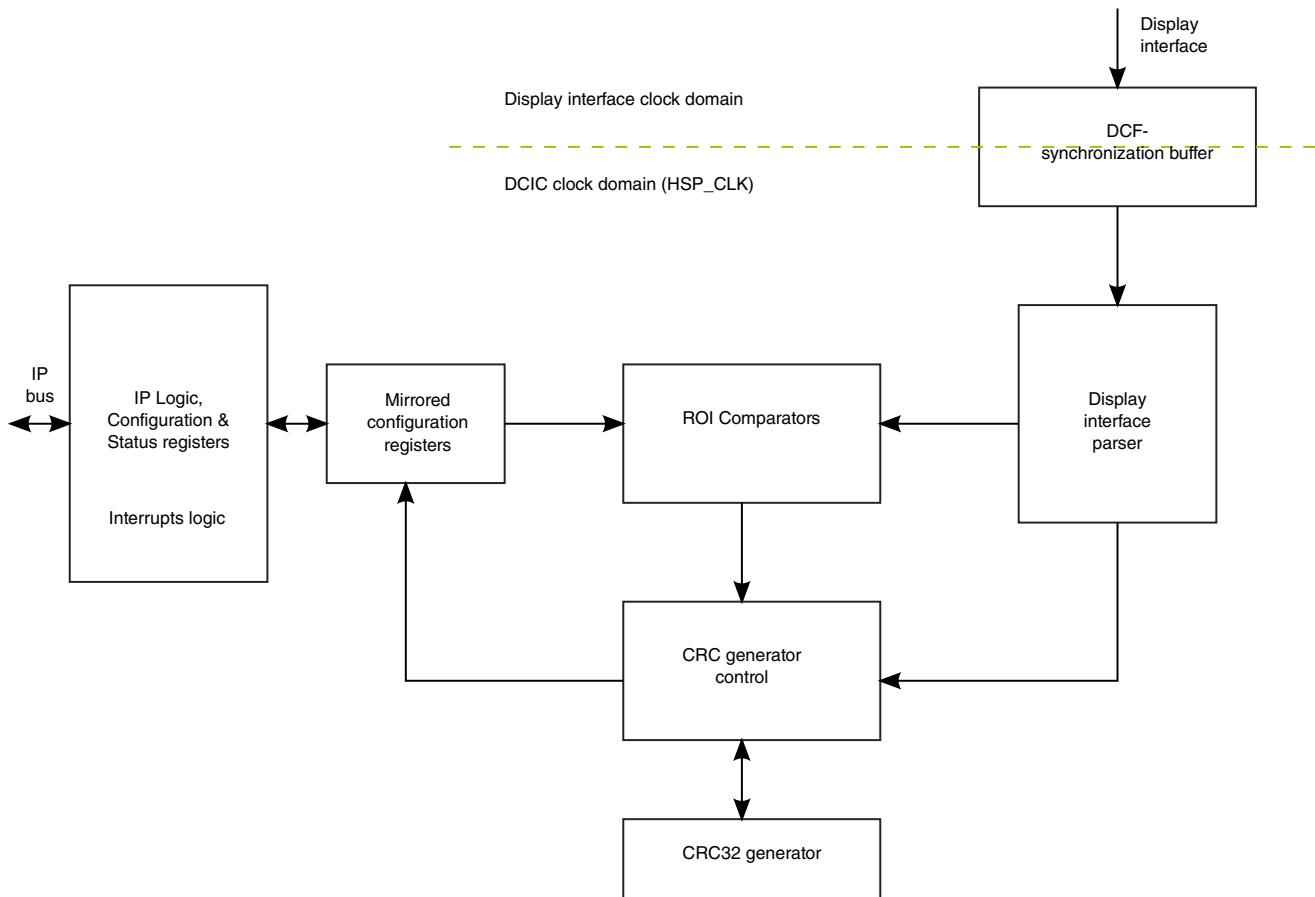 Display
interface
Display interface clock domain
DCF-
synchronization buffer
DCIC clock domain (HSP_CLK)
IP
bus
IP Logic,
Configuration &
Status registers
Interrupts logic
Mirrored
configuration
registers
ROI Comparators
Display
interface
parser
CRC generator
control
CRC32 generator